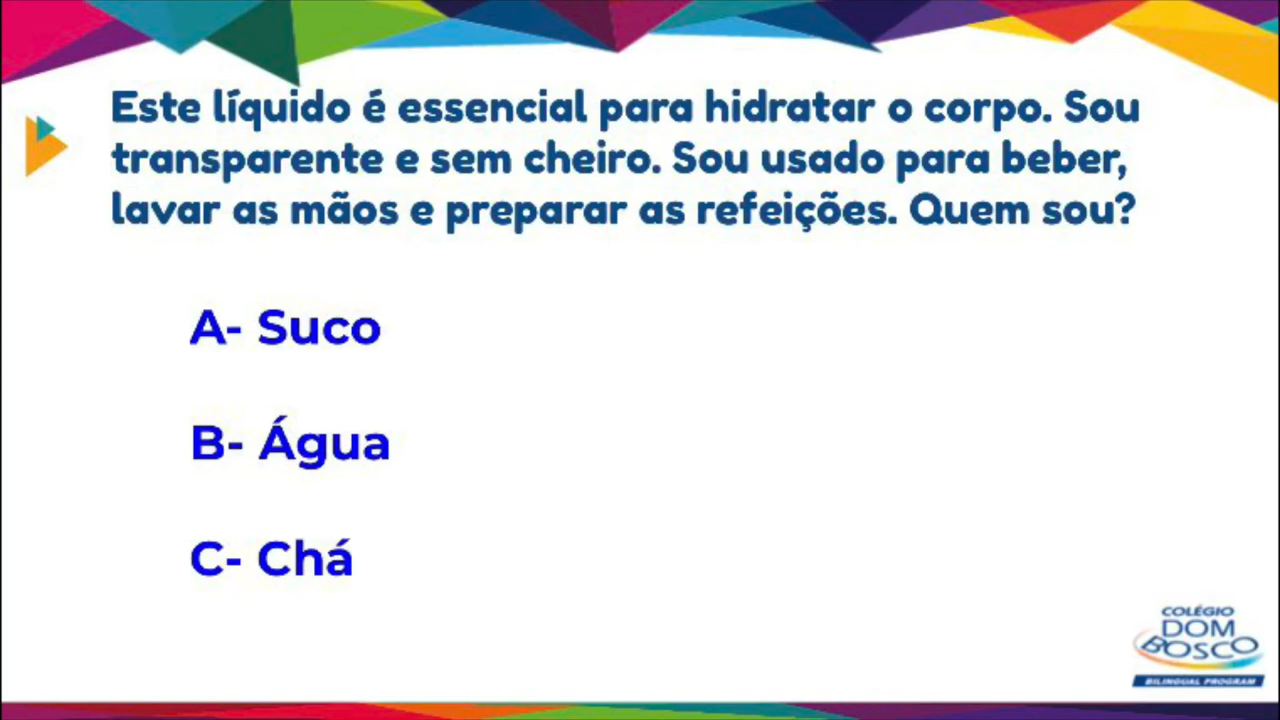 Este líquido é essencial para hidratar o corpo. Sou
transparente e sem cheiro. Sou usado para beber,
lavar as mãos e preparar as refeições. Quem sou?
A- Suco
B- Água
C- Chá
COLÉGIO
DOM
BOSCO
BILINGUAL PROGRAM